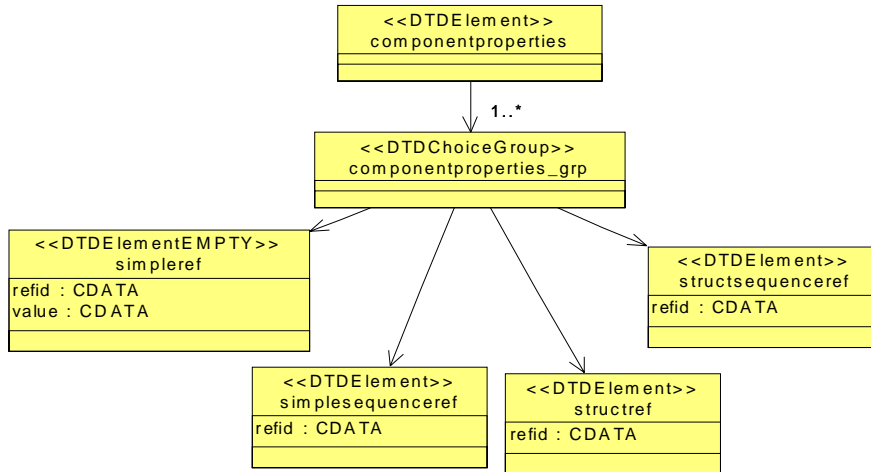 <<DTDElement>>
componentproperties
1..*
<<DTDChoiceGroup>>
componentproperties_grp
<<DTDElementEMPTY>>
simpleref
refid : CDATA
value : CDATA
<<DTDElement>>
structsequenceref
refid : CDATA
<<DTDElement>>
simplesequenceref
refid : CDATA
<<DTDElement>>
structref
refid : CDATA